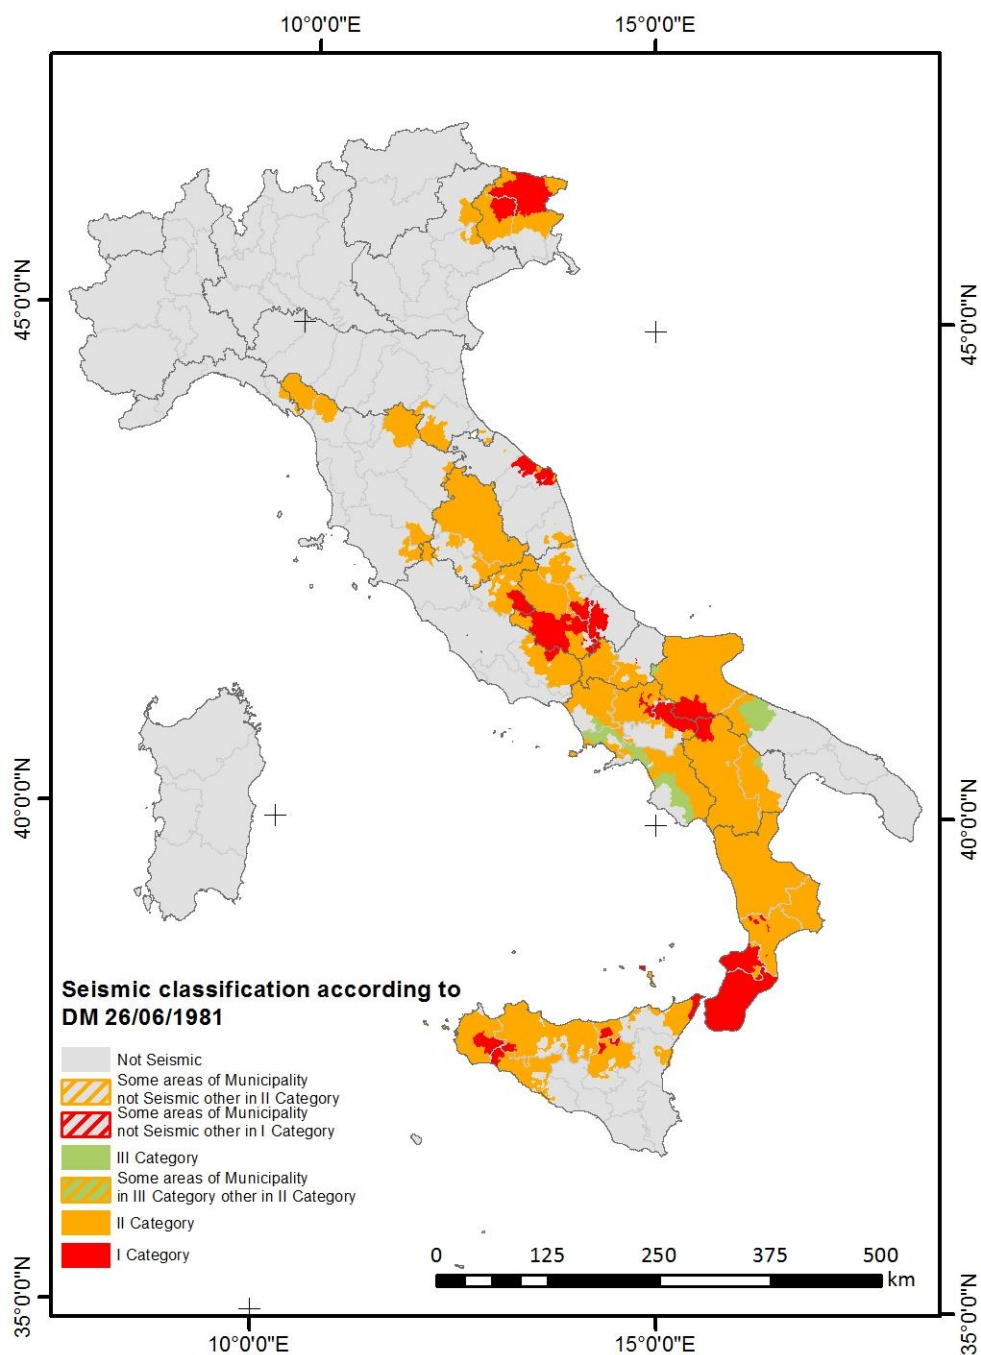 10°0'0"E
15°0'0"E
45°0'0"N
45°0'0"N
40°0'0"N
40°0'0"N
Seismic classification according to
DM 26/06/1981
Not Seismic
Some areas of Municipality
not Seismic other in II Category
Some areas of Municipality
not Seismic other in I Category
III Category
Some areas of Municipality
in III Category other in II Category
II Category
I Category
0 125 250 375 500
km
35°0'0"N
35°0'0"N
10°0'0"E
15°0'0"E